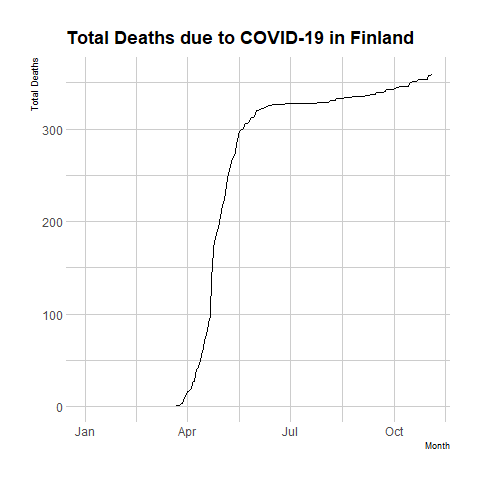 Total Deaths due to COVID-19 in Finland
Total Deaths
300
200
100
0
Jan Apr Jul Oct
Month